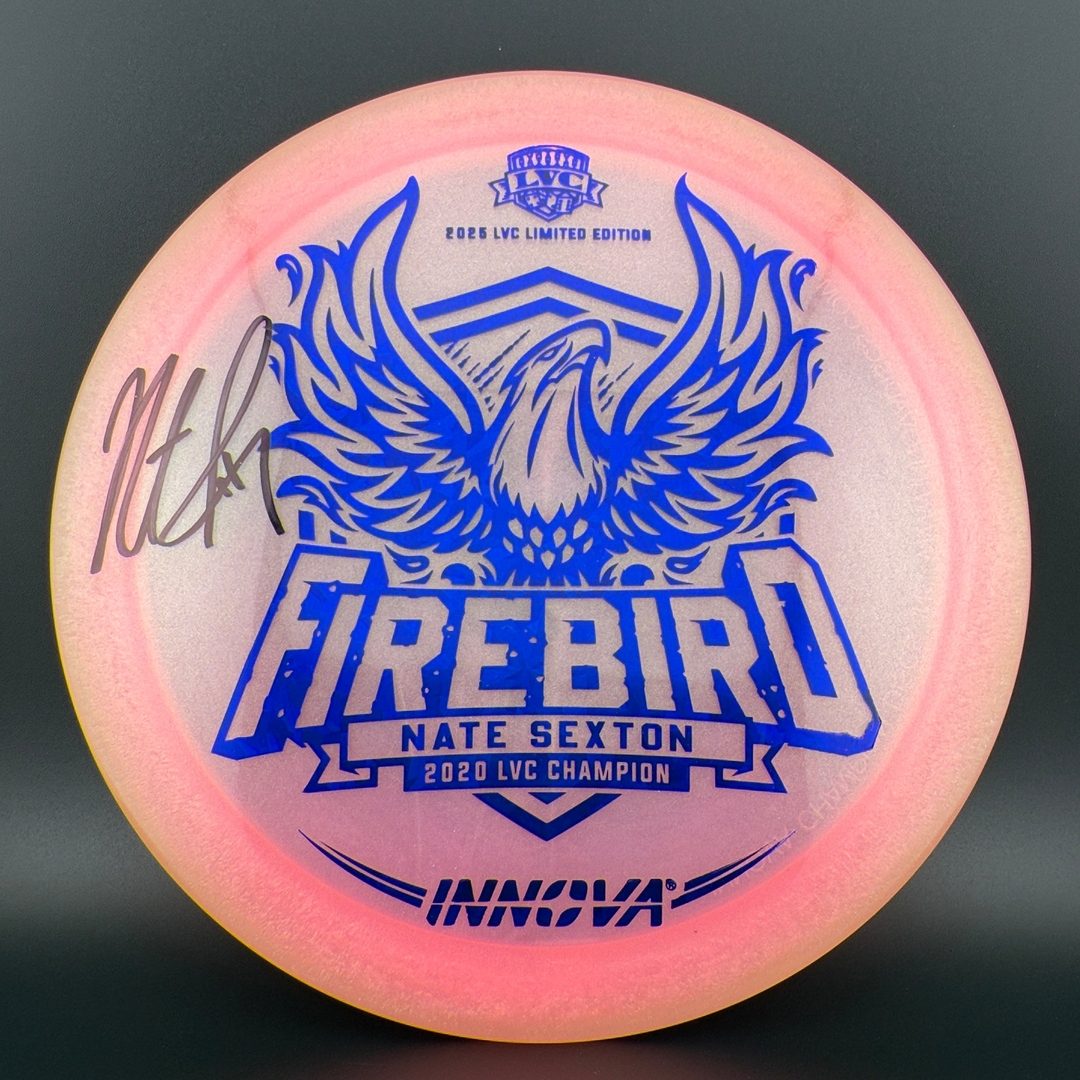 LVC
2025 LVC LIMITED EDITION
FIREBIRD
NATE SEXTON
2020 LVC CHAMPION
INNOVA®